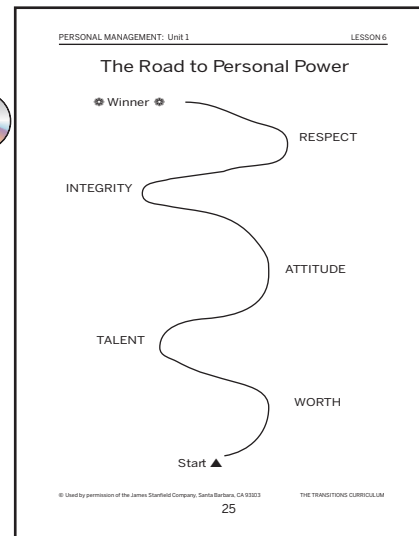 PERSONAL MANAGEMENT: Unit 1 LESSON 6
The Road to Personal Power
❁ Winner ❁
RESPECT
INTEGRITY
ATTITUDE
TALENT
WORTH
Start ▲
® Used by permission of the James Stanfield Company, Santa Barbara, CA 93103 THE TRANSITIONS CURRICULUM
25